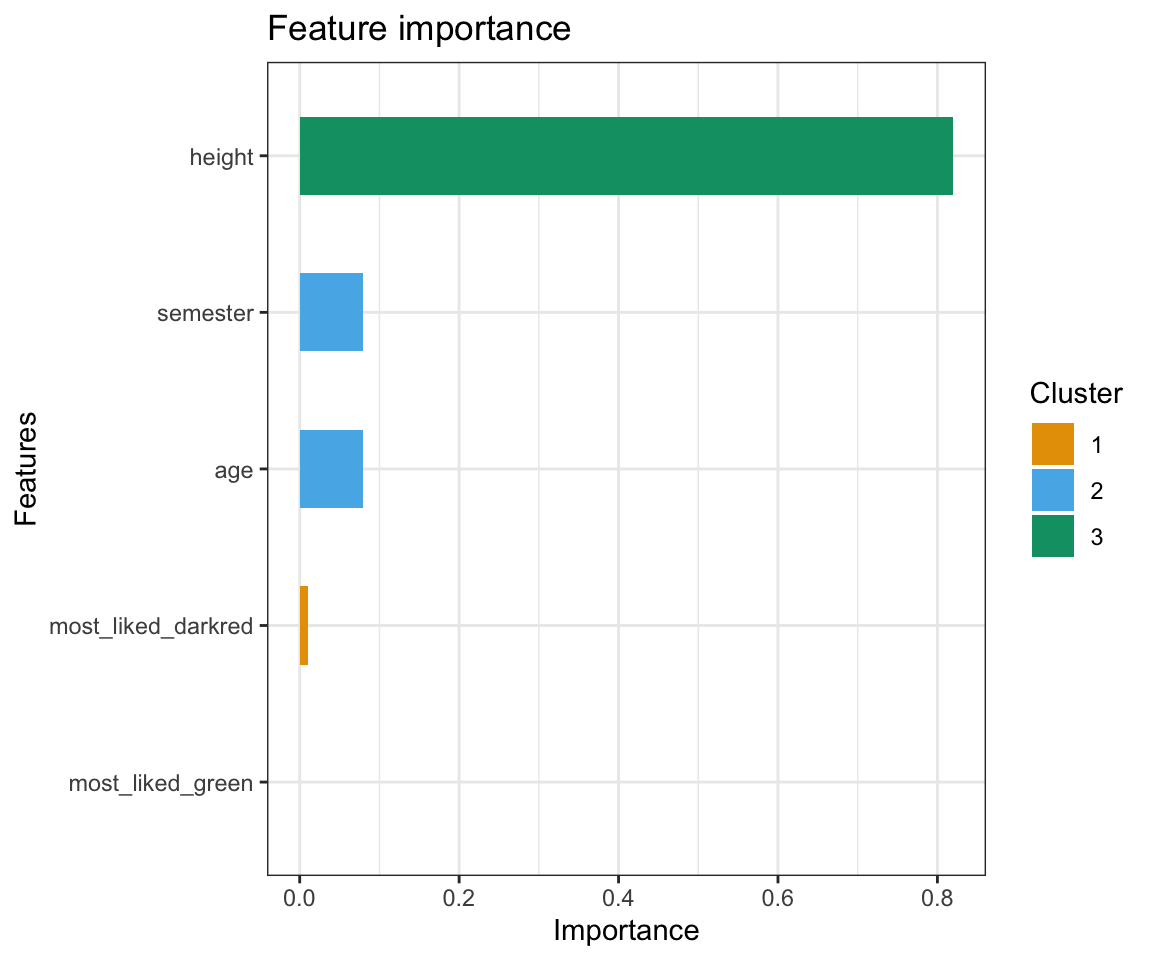 Feature importance
Features
height
semester
age
most_liked_darkred
most_liked_green
0.0 0.2 0.4 0.6 0.8
Importance
Cluster
1
2
3